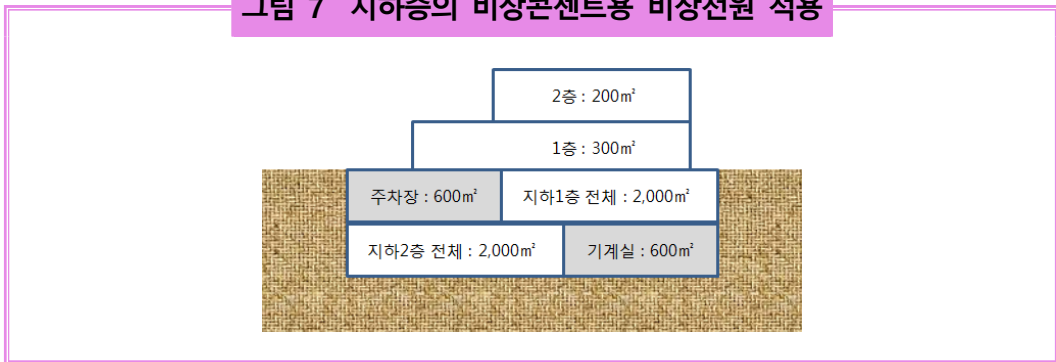 그림 7 지하층의 비상콘센트용 비상전원 적용
2층 : 200㎡
1층 : 300㎡
주차장 : 600㎡
지하1층 전체 : 2,000㎡
지하2층 전체 : 2,000㎡
기계실 : 600㎡